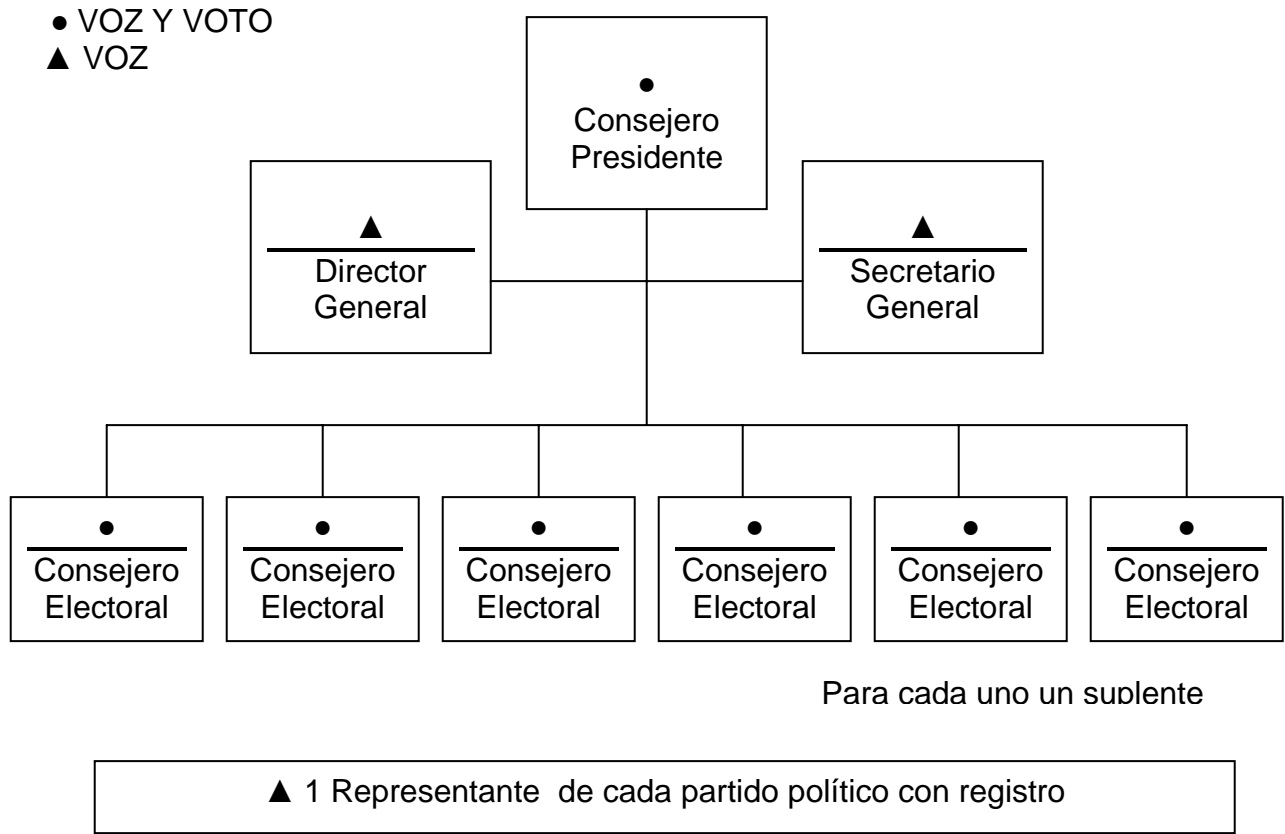 ● VOZ Y VOTO
▲ VOZ
●
Consejero
Presidente
▲
Director
General
▲
Secretario
General
●
Consejero
Electoral
●
Consejero
Electoral
●
Consejero
Electoral
●
Consejero
Electoral
●
Consejero
Electoral
●
Consejero
Electoral
Para cada uno un suplente
▲ 1 Representante de cada partido político con registro